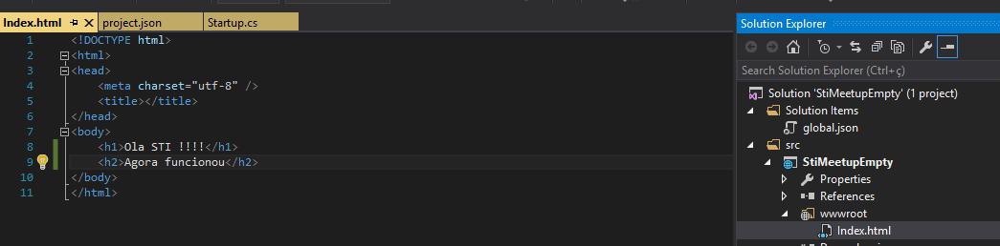 Index.html
project.json
Startup.cs
1 <!DOCTYPE html>
2 <html>
3 <head>
4 <meta charset="utf-8" />
5 <title></title>
6 </head>
7 <body>
8 <h1>Ola STI !!!!</h1>
9 <h2>Agora funcionou</h2>
10 </body>
11 </html>
Solution Explorer
Search Solution Explorer (Ctrl+ç)
Solution 'StiMeetupEmpty' (1 project)
Solution Items
global.json
src
StiMeetupEmpty
Properties
References
wwwroot
Index.html